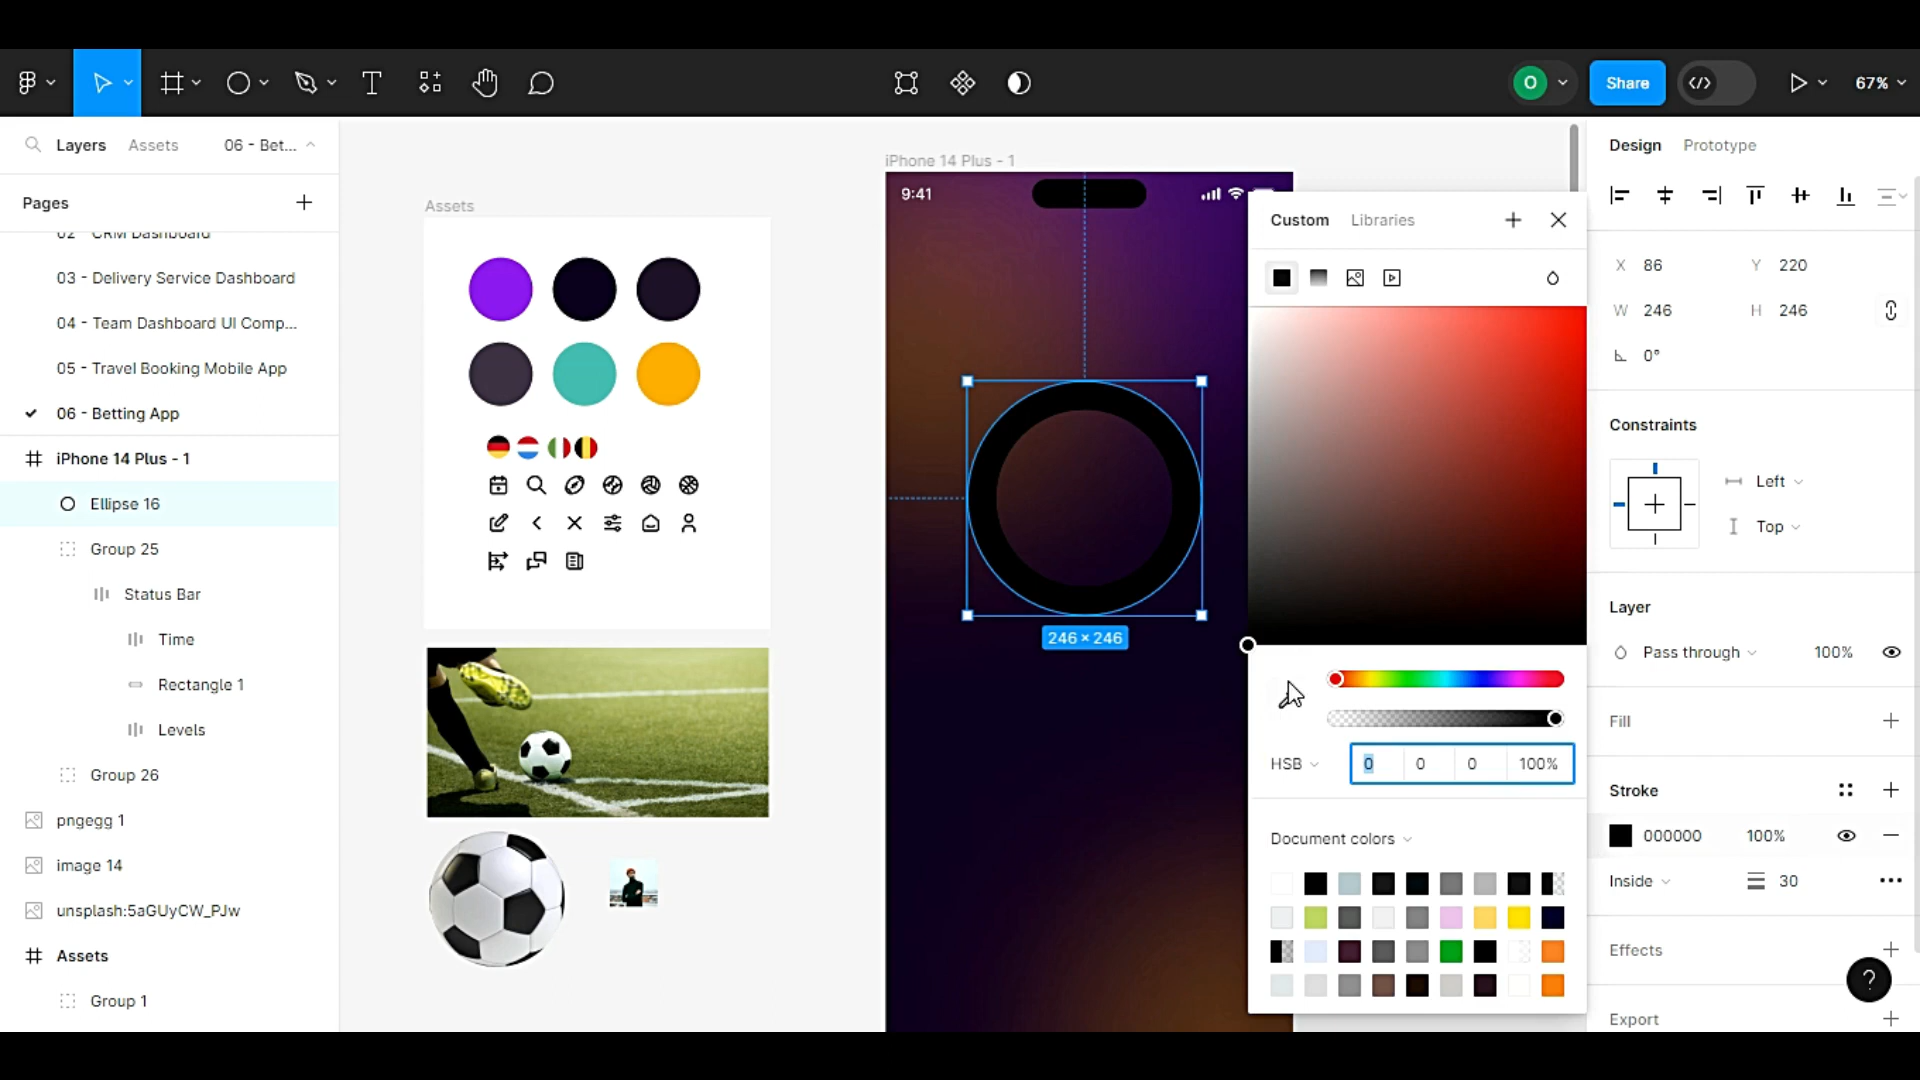 O
Share
67%
Layers
Assets
06 - Bet...
Pages
02 - CRM Dashboard
03 - Delivery Service Dashboard
04 - Team Dashboard UI Comp...
05 - Travel Booking Mobile App
06 - Betting App
iPhone 14 Plus - 1
Ellipse 16
Group 25
Status Bar
Time
Rectangle 1
Levels
Group 26
pngegg 1
image 14
unsplash:5aGUyCW_PJw
Assets
Group 1
Assets
iPhone 14 Plus - 1
9:41
246 × 246
Custom
Libraries
HSB
0
0
0
100%
Document colors
Design
Prototype
X 86
Y 220
W 246
H 246
0°
Constraints
Left
Top
Layer
Pass through
100%
Fill
Stroke
000000
100%
Inside
30
Effects
?
Export